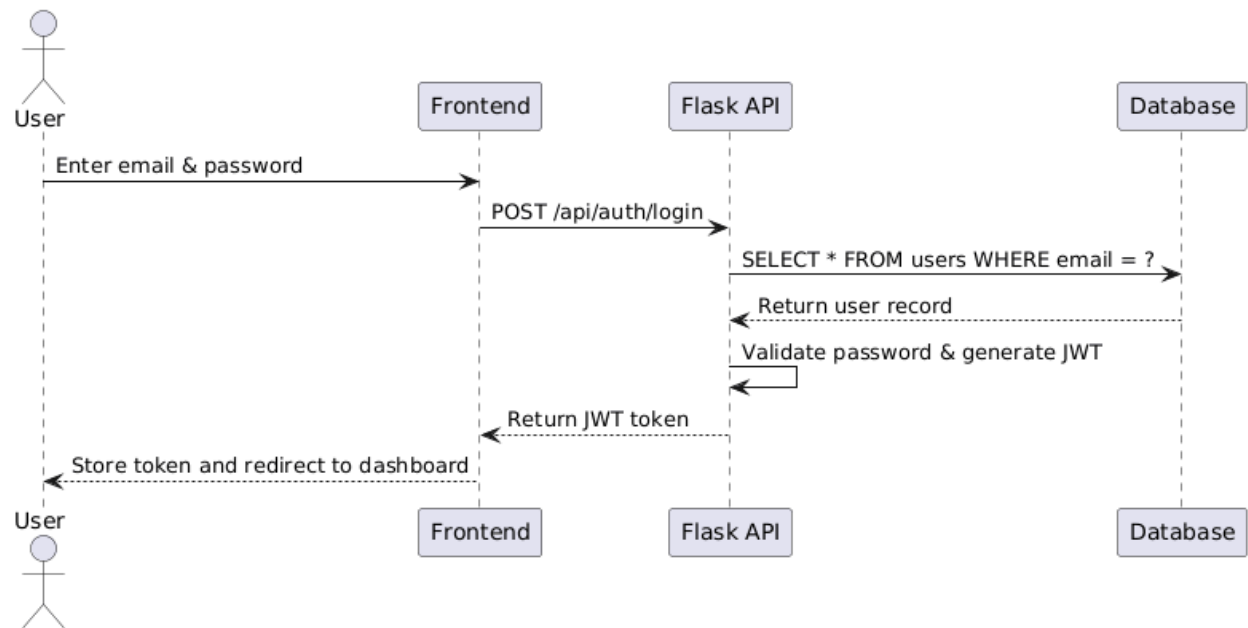 User
Frontend
Flask API
Database
Enter email & password
POST /api/auth/login
SELECT * FROM users WHERE email = ?
Return user record
Validate password & generate JWT
Return JWT token
Store token and redirect to dashboard
User
Frontend
Flask API
Database